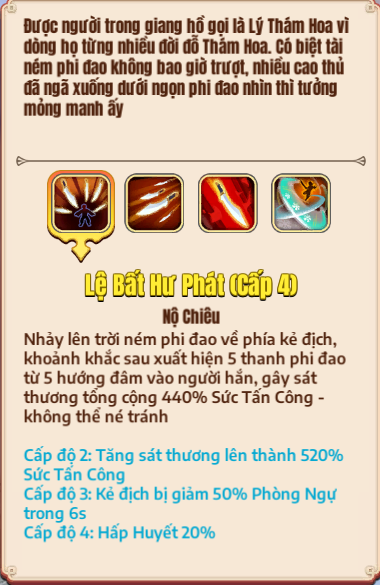 Được người trong giang hồ gọi là Lý Thám Hoa vì
dòng họ từng nhiều đời đỗ Thám Hoa. Có biệt tài
ném phi đao không bao giờ trượt, nhiều cao thủ
đã ngã xuống dưới ngọn phi đao nhìn thì tưởng
mỏng manh ấy
Lệ Bất Hư Phát (Cấp 4)
Nộ Chiêu
Nhảy lên trời ném phi đao về phía kẻ địch,
khoảnh khắc sau xuất hiện 5 thanh phi đao
từ 5 hướng đâm vào người hắn, gây sát
thương tổng cộng 440% Sức Tấn Công -
không thể né tránh
Cấp độ 2: Tăng sát thương lên thành 520%
Sức Tấn Công
Cấp độ 3: Kẻ địch bị giảm 50% Phòng Ngự
trong 6s
Cấp độ 4: Hấp Huyết 20%